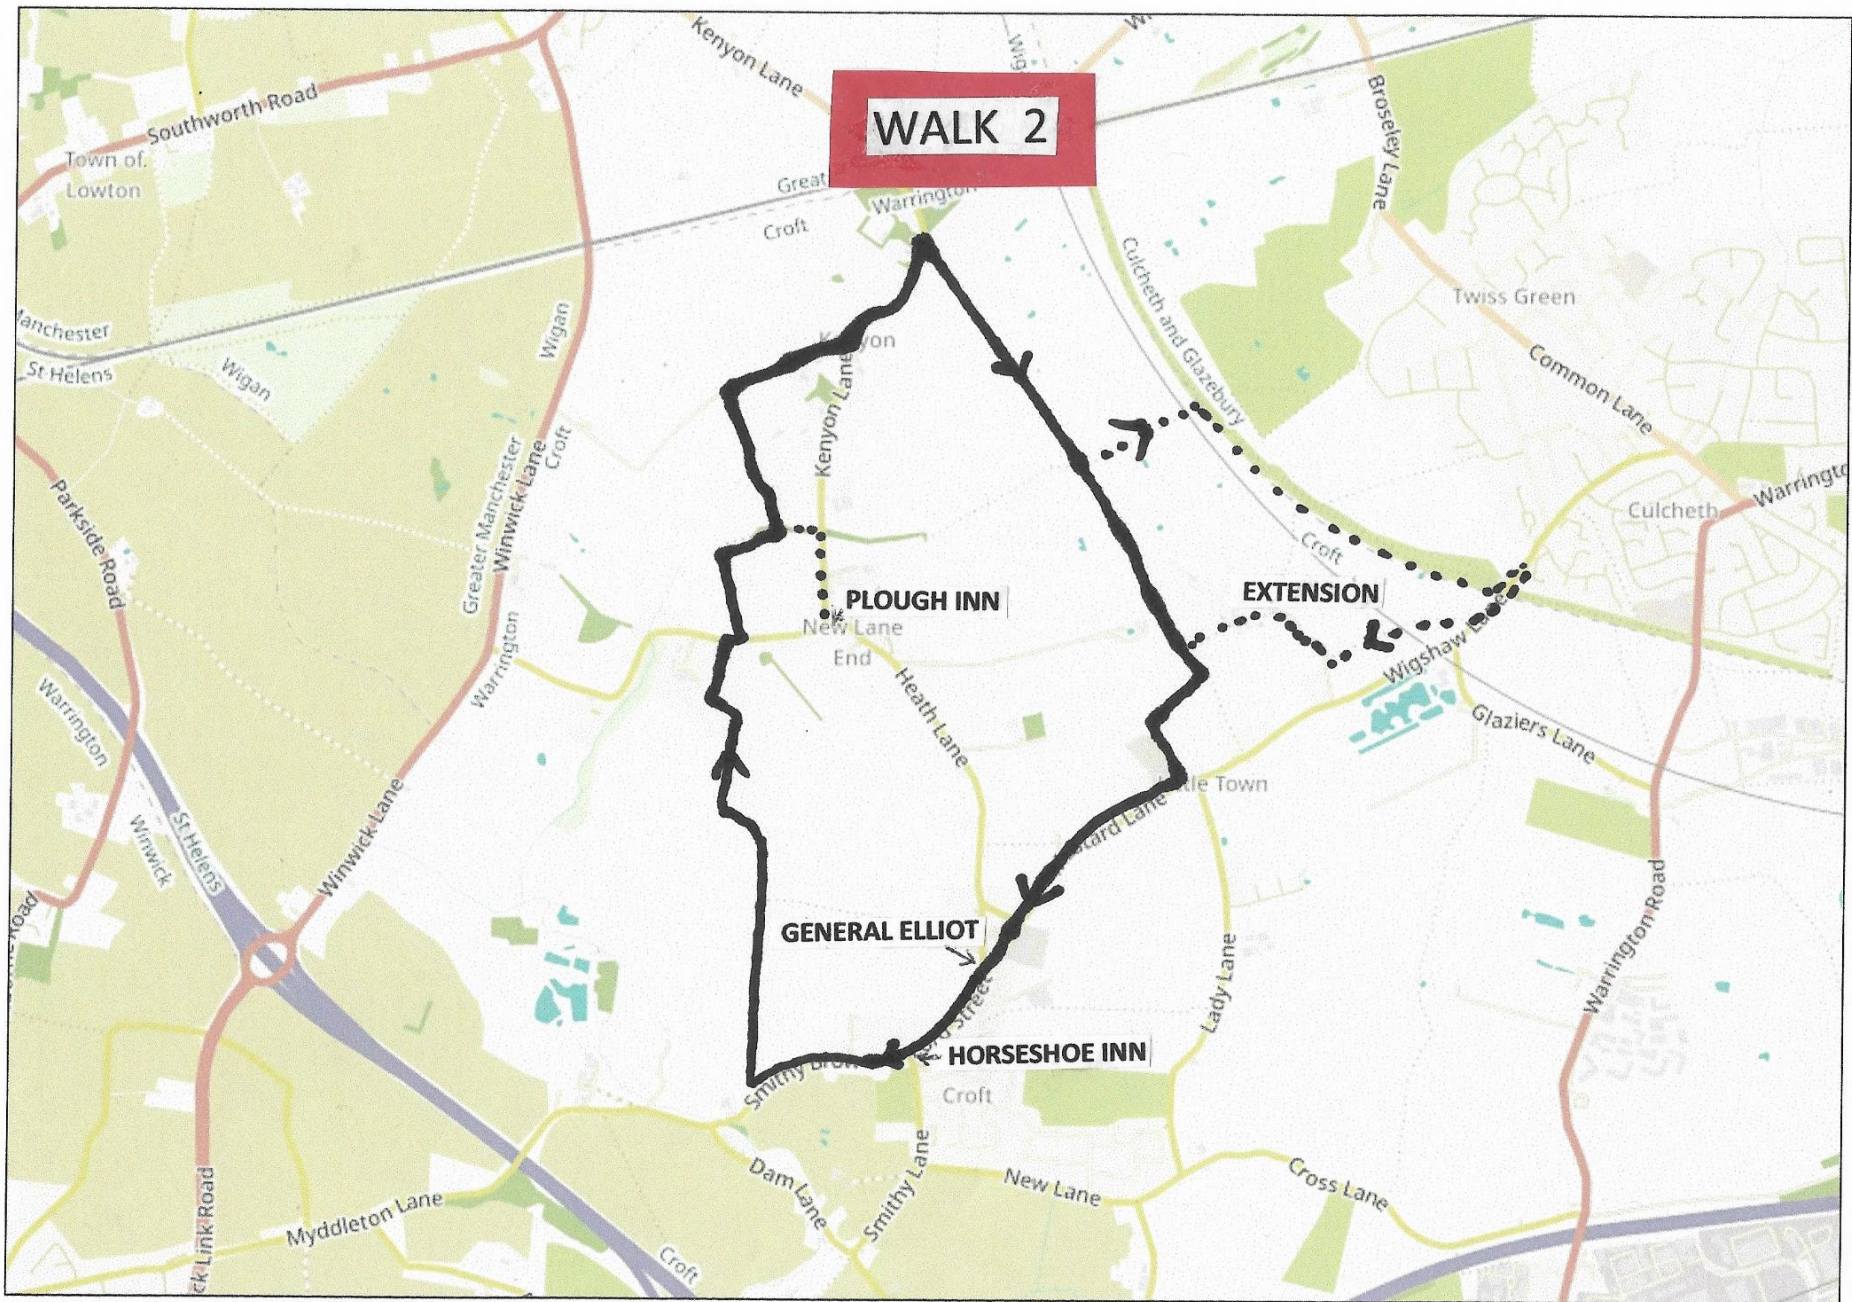 Kenyon Lane
WALK 2
Southworth Road
Town of
Lowton
Broseley Lane
Warrington
Croft
Culcheth and Glazebury
Twiss Green
Manchester
St Helens
Wigan
Wigan
Croft
Common Lane
Kenyon Lane
Greater Manchester
Winwick Lane
Parkside Road
Culcheth
Croft
EXTENSION
PLOUGH INN
New Lane
End
Warrington
Wigshaw Lane
Heath Lane
Warrington
Winwick
St Helens
Glaziers Lane
Winwick Lane
GENERAL ELLIOT
Lady Lane
Warrington Road
HORSESHOE INN
Croft
Dam Lane
Smithy Lane
New Lane
Cross Lane
Myddleton Lane
Link Road
Croft